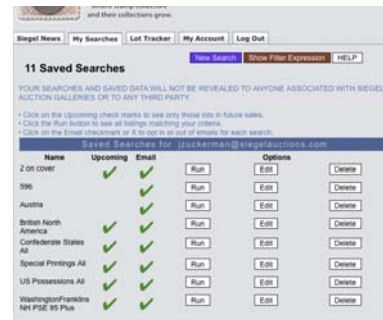 where stamp collectors
and their collections grow.
Siegel News My Searches Lot Tracker My Account Log Out
New Search Show Filter Expression HELP
11 Saved Searches
YOUR SEARCHES AND SAVED DATA WILL NOT BE REVEALED TO ANYONE ASSOCIATED WITH SIEGEL
AUCTION GALLERIES OR TO ANY THIRD PARTY.
• Click on the Upcoming check marks to see only those lots in future sales.
• Click the Run button to see all listings matching your criteria.
• Click on the Email checkmark or X to opt in or out of emails for each search.
Saved Searches for jzuckerman@siegelauctions.com
Name Upcoming Email Options
2 on cover Run Edit Delete
596 Run Edit Delete
Austria Run Edit Delete
British North
America Run Edit Delete
Confederate States
All Run Edit Delete
Special Printings All Run Edit Delete
US Possessions All Run Edit Delete
WashingtonFranklins
NH PSE 95 Plus Run Edit Delete